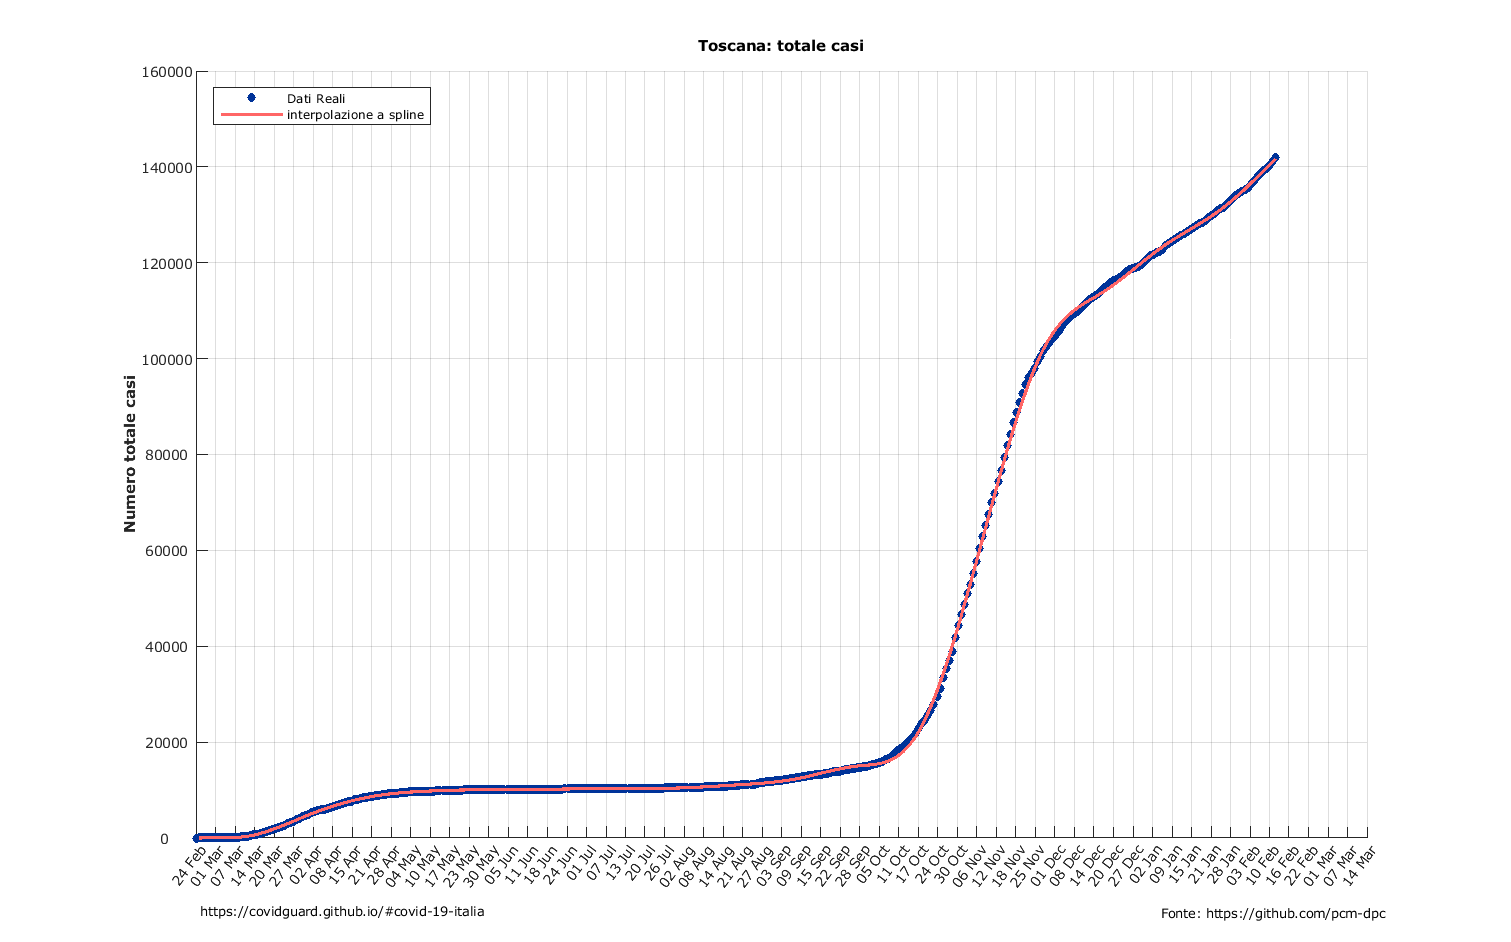 Toscana: totale casi
160000
140000
120000
100000
80000
60000
40000
20000
0
Dati Reali
interpolazione a spline
Numero totale casi
24 Feb
01 Mar
07 Mar
14 Mar
20 Mar
27 Mar
02 Apr
08 Apr
15 Apr
21 Apr
28 Apr
04 May
10 May
17 May
23 May
30 May
05 Jun
11 Jun
18 Jun
24 Jun
01 Jul
07 Jul
13 Jul
20 Jul
26 Jul
02 Aug
08 Aug
14 Aug
21 Aug
27 Aug
03 Sep
09 Sep
15 Sep
22 Sep
28 Sep
05 Oct
11 Oct
17 Oct
24 Oct
30 Oct
06 Nov
12 Nov
18 Nov
25 Nov
01 Dec
08 Dec
14 Dec
20 Dec
27 Dec
02 Jan
09 Jan
15 Jan
21 Jan
28 Jan
03 Feb
10 Feb
16 Feb
22 Feb
01 Mar
07 Mar
14 Mar
https://covidguard.github.io/#covid-19-italia
Fonte: https://github.com/pcm-dpc